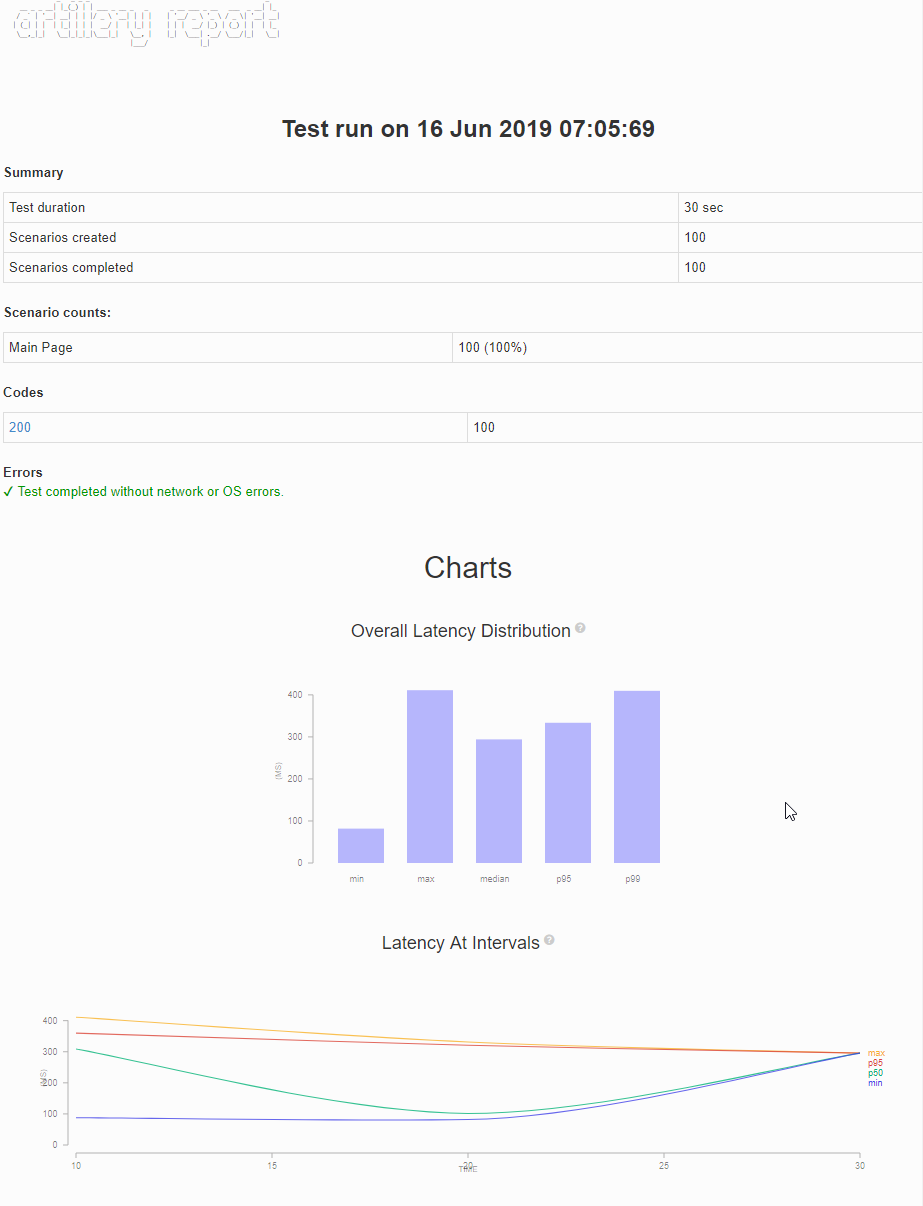 artillery report
Test run on 16 Jun 2019 07:05:69
Summary
Test duration 30 sec
Scenarios created 100
Scenarios completed 100
Scenario counts:
Main Page 100 (100%)
Codes
200 100
Errors
✓ Test completed without network or OS errors.
Charts
Overall Latency Distribution ?
400
300
(MS)
200
100
0
min max median p95 p99
Latency At Intervals ?
400
300
(MS)
200
100
0
max
p95
p50
min
10 15 20 25 30
TIME